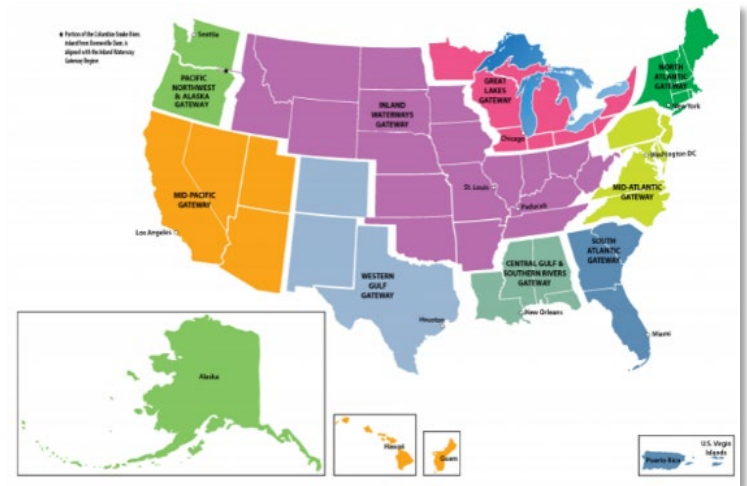 ★ Portion of the Columbia-Snake River,
inland from Bonneville Dam, is
aligned with the Inland Waterway
Gateway Region
Seattle
PACIFIC
NORTHWEST
& ALASKA
GATEWAY
INLAND
WATERWAYS
GATEWAY
GREAT
LAKES
GATEWAY
NORTH
ATLANTIC
GATEWAY
New York
Chicago
Washington DC
MID-PACIFIC
GATEWAY
St. Louis
Paducah
MID-ATLANTIC
GATEWAY
Los Angeles
WESTERN
GULF
GATEWAY
CENTRAL GULF &
SOUTHERN RIVERS
GATEWAY
SOUTH
ATLANTIC
GATEWAY
Houston
New Orleans
Miami
Alaska
Hawaii
Guam
Puerto Rico
U.S. Virgin
Islands